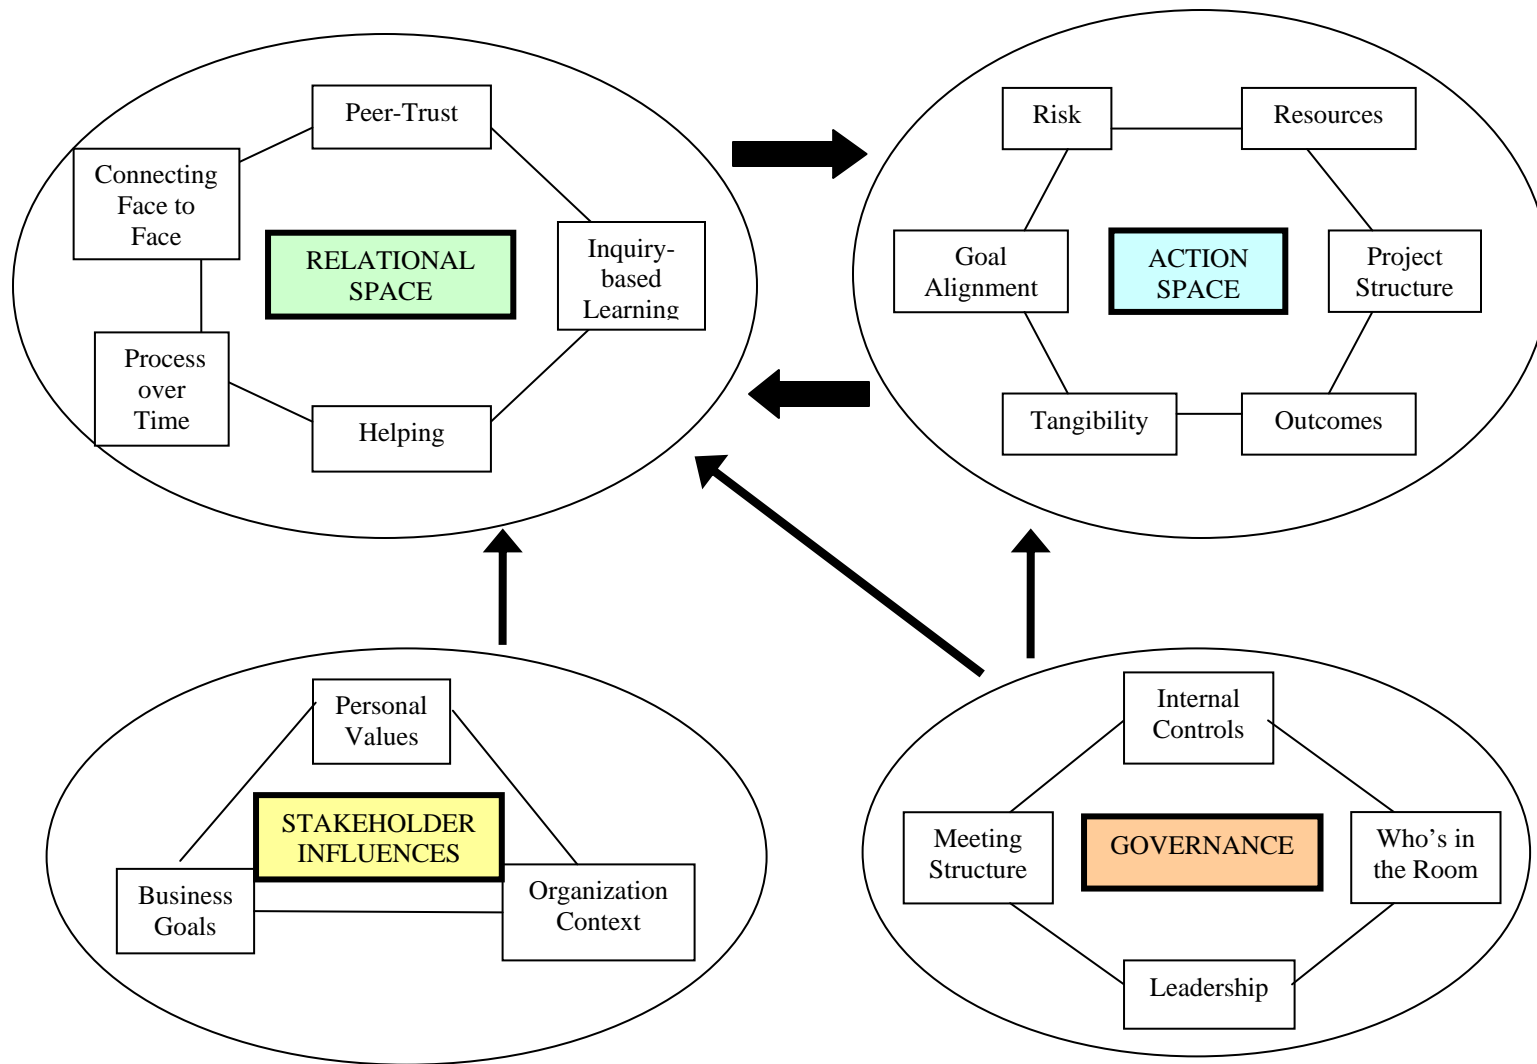 Peer-Trust
Connecting
Face to
Face
RELATIONAL
SPACE
Inquiry-
based
Learning
Process
over
Time
Helping
Risk
Resources
Goal
Alignment
ACTION
SPACE
Project
Structure
Tangibility
Outcomes
Personal
Values
STAKEHOLDER
INFLUENCES
Business
Goals
Organization
Context
Internal
Controls
Meeting
Structure
GOVERNANCE
Who’s in
the Room
Leadership